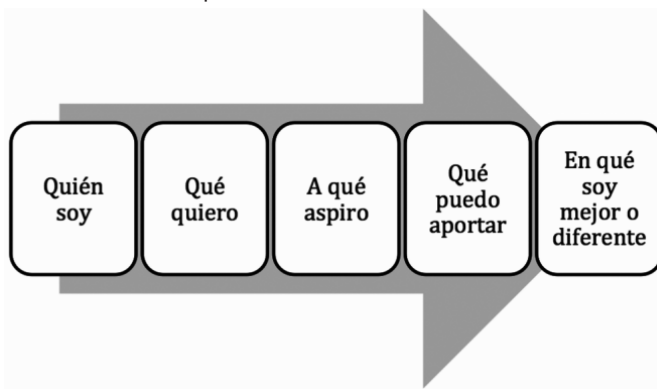 Quién
soy
Qué
quiero
A qué
aspiro
Qué
puedo
aportar
En qué
soy
mejor o
diferente